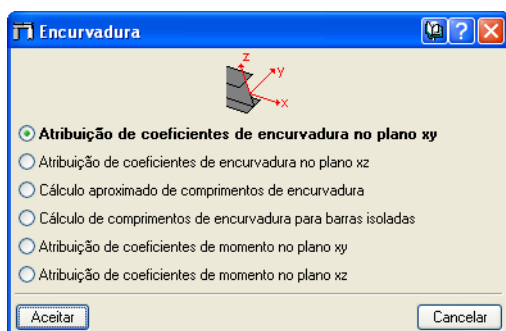 Encurvadura
z
y
x
Atribuição de coeficientes de encurvadura no plano xy
Atribuição de coeficientes de encurvadura no plano xz
Cálculo aproximado de comprimentos de encurvadura
Cálculo de comprimentos de encurvadura para barras isoladas
Atribuição de coeficientes de momento no plano xy
Atribuição de coeficientes de momento no plano xz
Aceitar Cancelar